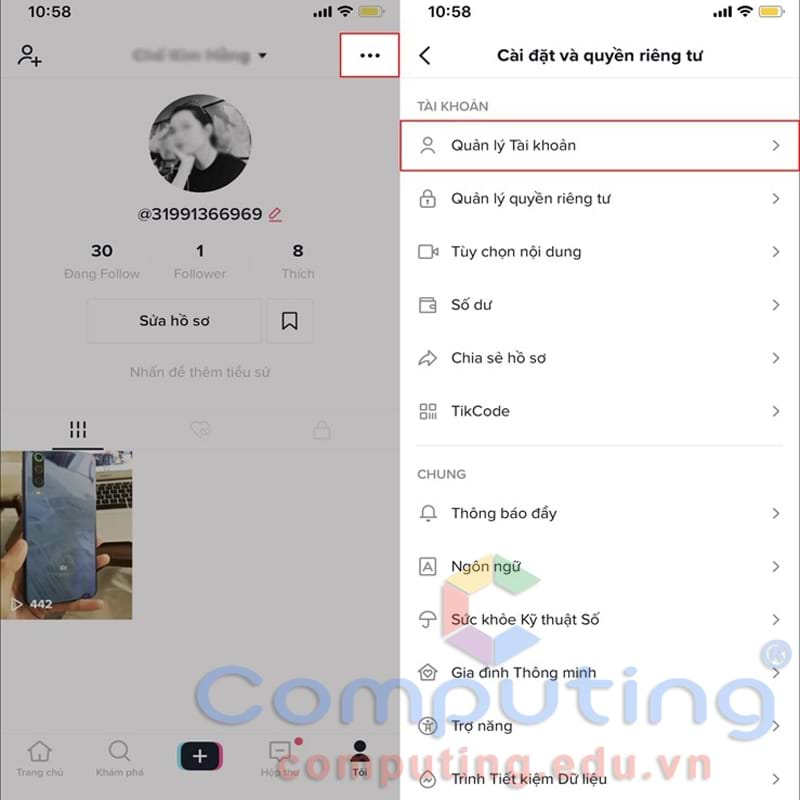 10:58
@31991366969
30
1
8
Đang Follow
Follower
Thích
Sửa hồ sơ
Nhấn để thêm tiểu sử
442
Trang chủ
Khám phá
Hộp thư
Tôi
10:58
Cài đặt và quyền riêng tư
TÀI KHOẢN
Quản lý Tài khoản
Quản lý quyền riêng tư
Tùy chọn nội dung
Số dư
Chia sẻ hồ sơ
TikCode
CHUNG
Thông báo đẩy
Ngôn ngữ
Sức khỏe Kỹ thuật Số
Gia đình Thông minh
Trợ năng
Trình Tiết kiệm Dữ liệu
Computing®
computing.edu.vn